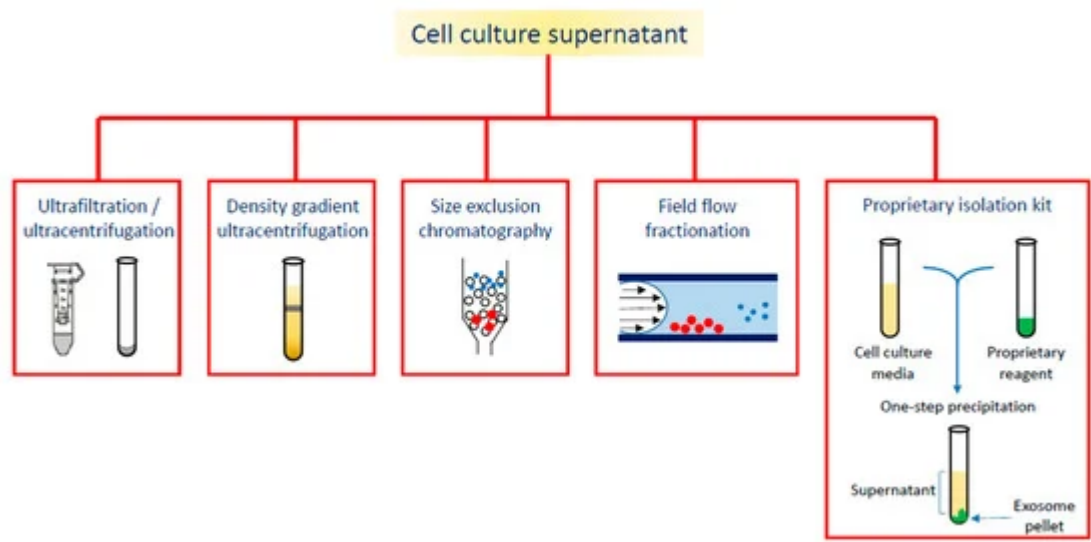 Cell culture supernatant
Ultrafiltration /
ultracentrifugation
Density gradient
ultracentrifugation
Size exclusion
chromatography
Field flow
fractionation
Proprietary isolation kit
Cell culture
media
Proprietary
reagent
One-step precipitation
Supernatant
Exosome
pellet